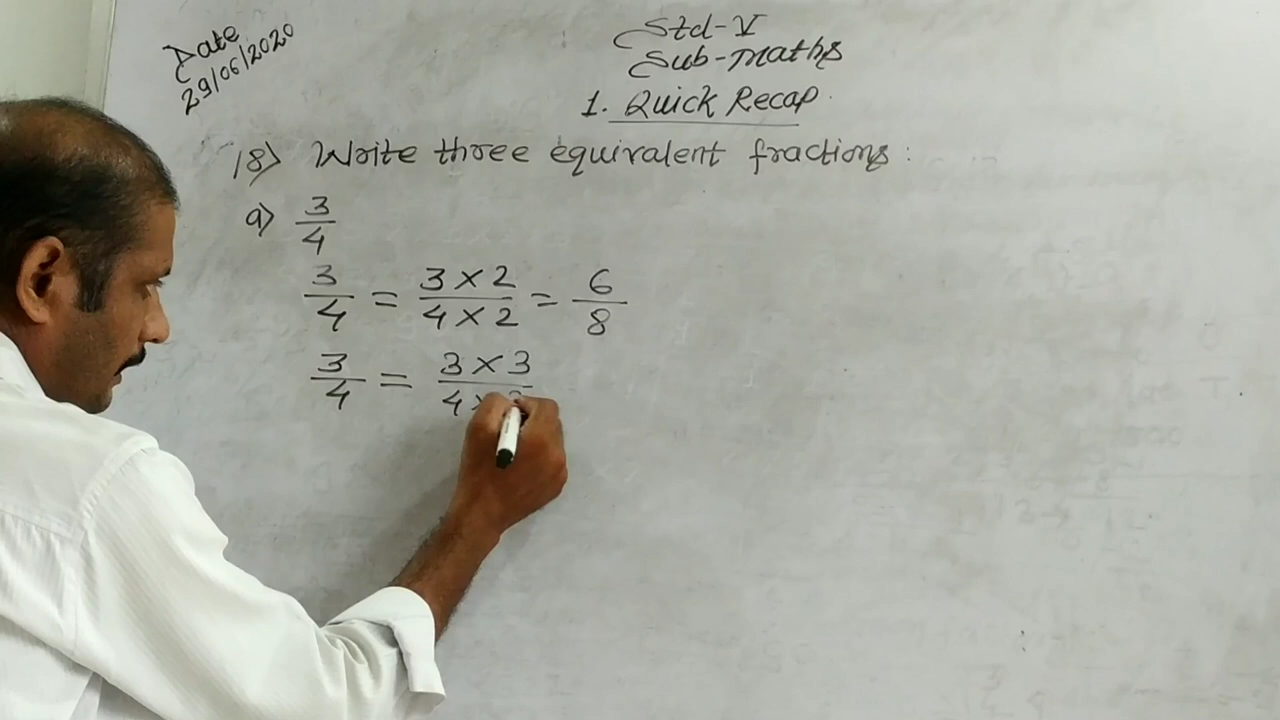 Date
29/06/2020
Std-V
Sub-Maths
1. Quick Recap.
18) Write three equivalent fractions:
a) 3/4
3/4 = 3×2/4×2 = 6/8
3/4 = 3×3/4×